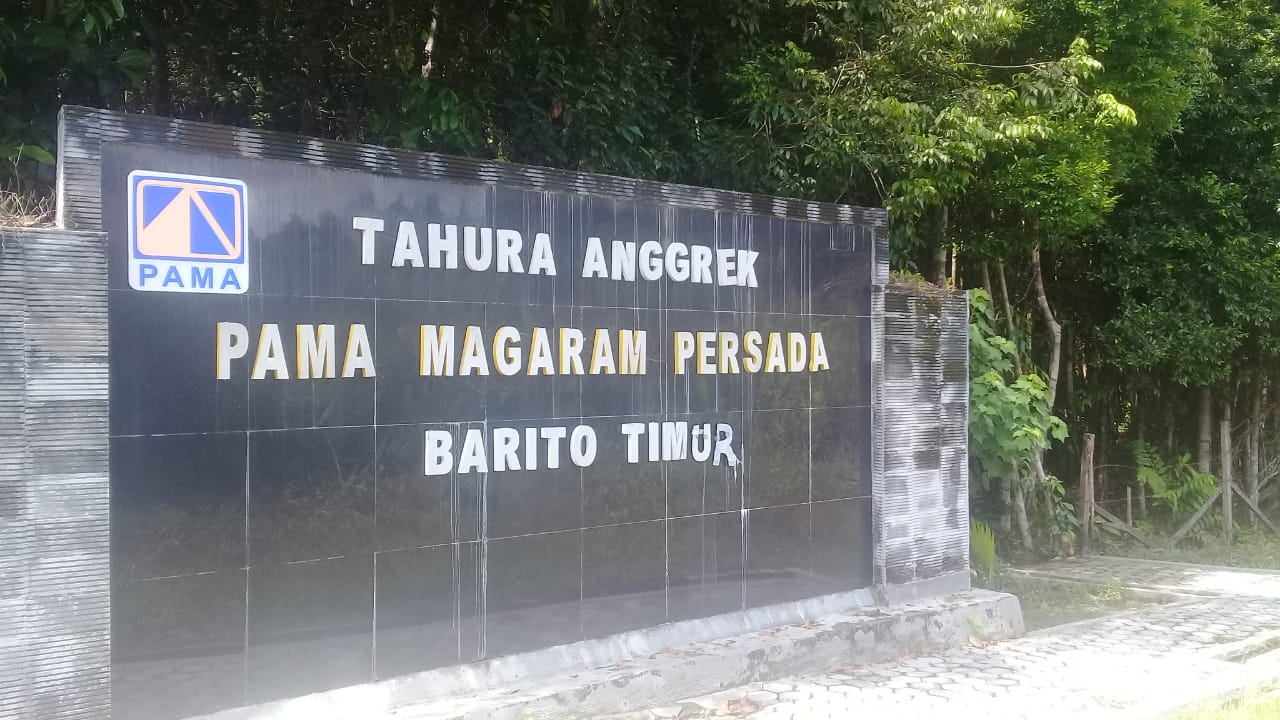 PAMA
TAHURA ANGGREK
PAMA MAGARAM PERSADA
BARITO TIMUR